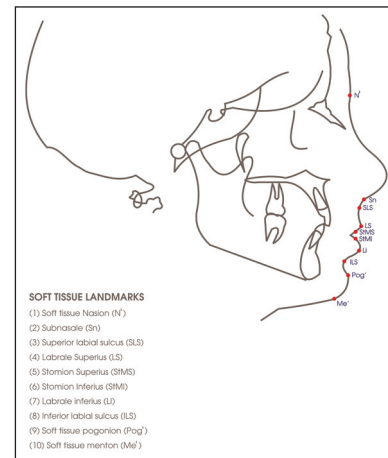 N'
Sn
SLS
LS
StMS
StMI
LI
ILS
Pog'
Me'
SOFT TISSUE LANDMARKS
(1) Soft tissue Nasion (N')
(2) Subnasale (Sn)
(3) Superior labial sulcus (SLS)
(4) Labrale Superius (LS)
(5) Stomion Superius (StMS)
(6) Stomion Inferius (StMI)
(7) Labrale inferius (LI)
(8) Inferior labial sulcus (ILS)
(9) Soft tissue pogonion (Pog')
(10) Soft tissue menton (Me')